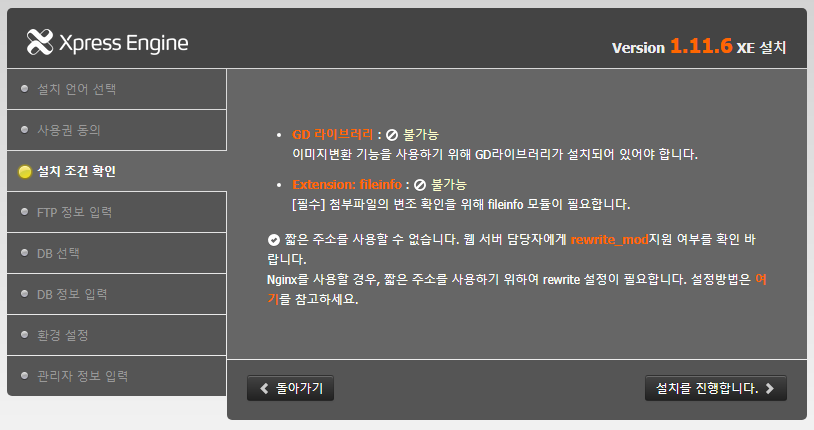 Xpress Engine
Version 1.11.6 XE 설치
설치 언어 선택
사용권 동의
설치 조건 확인
FTP 정보 입력
DB 선택
DB 정보 입력
환경 설정
관리자 정보 입력
GD 라이브러리 : 불가능
이미지변환 기능을 사용하기 위해 GD라이브러리가 설치되어 있어야 합니다.
Extension: fileinfo : 불가능
[필수] 첨부파일의 변조 확인을 위해 fileinfo 모듈이 필요합니다.
짧은 주소를 사용할 수 없습니다. 웹 서버 담당자에게 rewrite_mod지원 여부를 확인 바
랍니다.
Nginx를 사용할 경우, 짧은 주소를 사용하기 위하여 rewrite 설정이 필요합니다. 설정방법은 여
기를 참고하세요.
돌아가기
설치를 진행합니다.